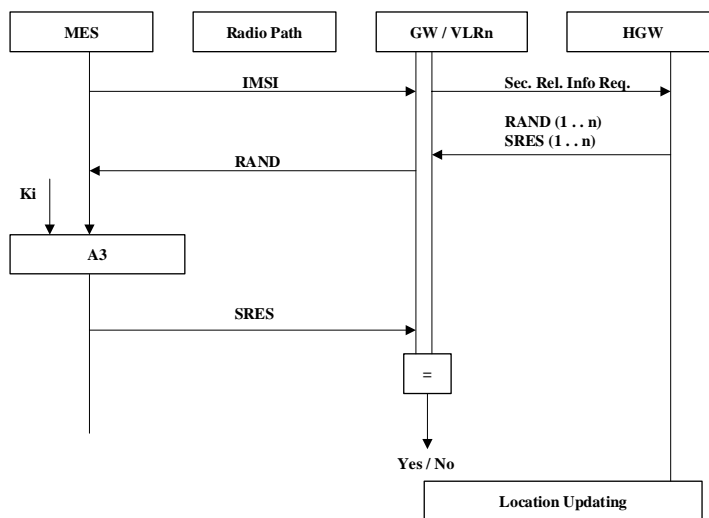 MES
Radio Path
GW / VLRn
HGW
IMSI
Sec. Rel. Info Req.
RAND (1 . . n)
SRES (1 . . n)
RAND
Ki
A3
SRES
=
Yes / No
Location Updating